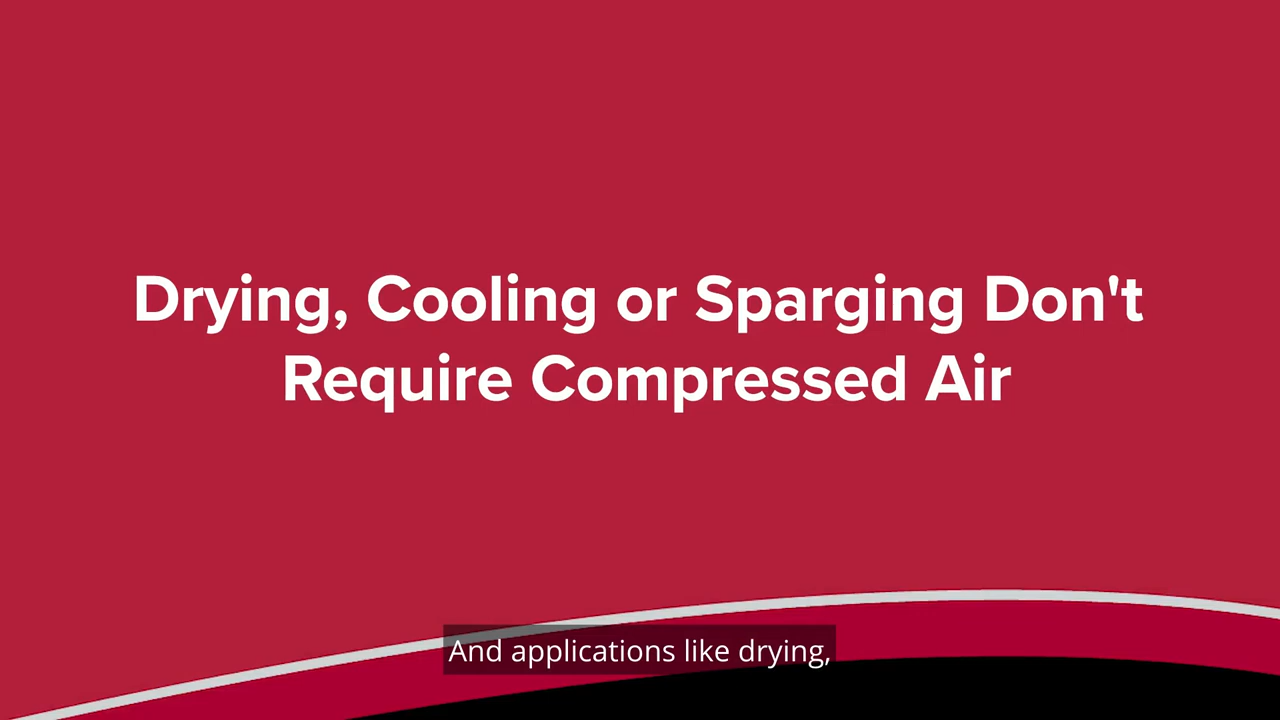 Drying, Cooling or Sparging Don't
Require Compressed Air
And applications like drying,